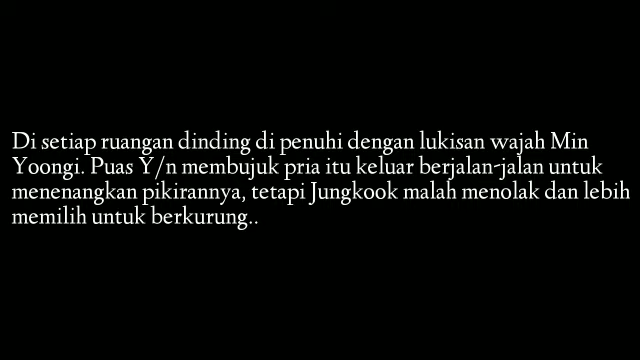 Di setiap ruangan dinding di penuhi dengan lukisan wajah Min
Yoongi. Puas Y/n membujuk pria itu keluar berjalan-jalan untuk
menenangkan pikirannya, tetapi Jungkook malah menolak dan lebih
memilih untuk berkurung..